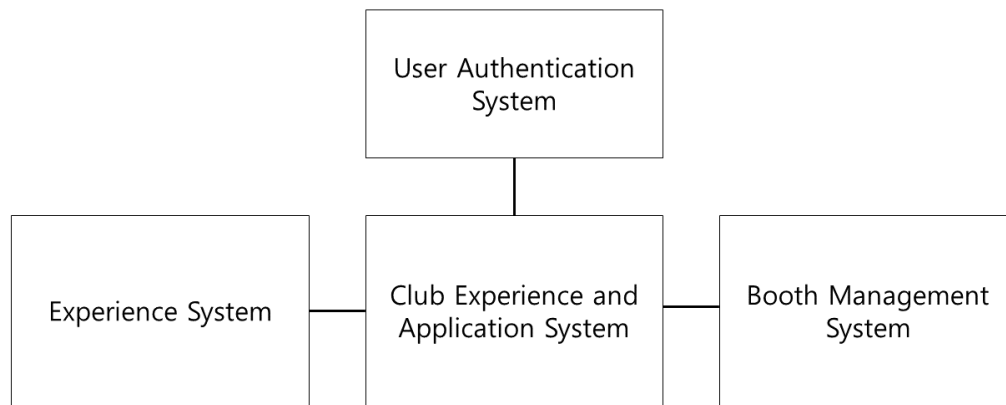 User Authentication
System
Experience System
Club Experience and
Application System
Booth Management
System